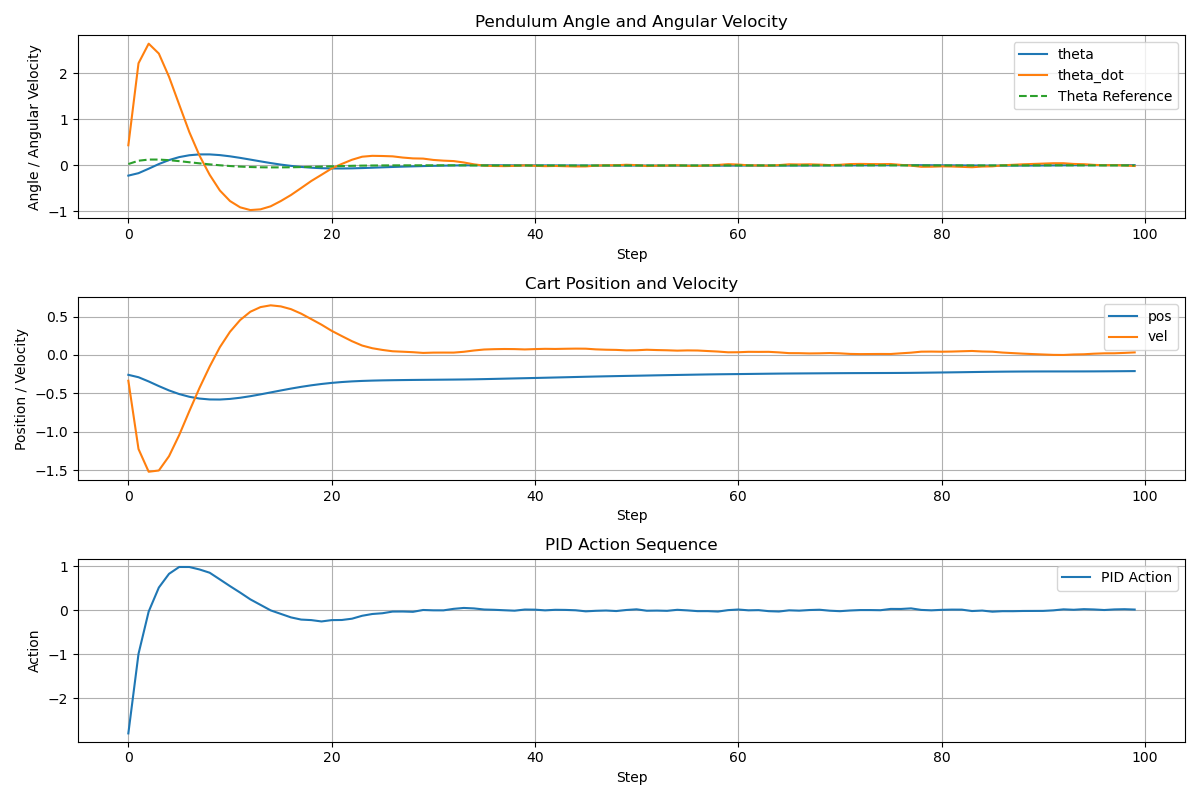 Pendulum Angle and Angular Velocity
Angle / Angular Velocity
2
1
0
−1
theta
theta_dot
Theta Reference
0 20 40 60 80 100
Step
Cart Position and Velocity
Position / Velocity
0.5
0.0
−0.5
−1.0
−1.5
pos
vel
0 20 40 60 80 100
Step
PID Action Sequence
Action
1
0
−1
−2
PID Action
0 20 40 60 80 100
Step